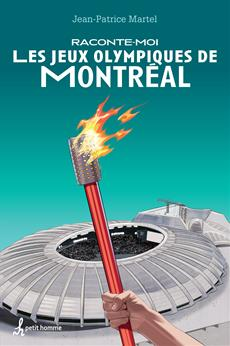 Jean-Patrice Martel
RACONTE-MOI
LES JEUX OLYMPIQUES DE
MONTRÉAL
petit homme